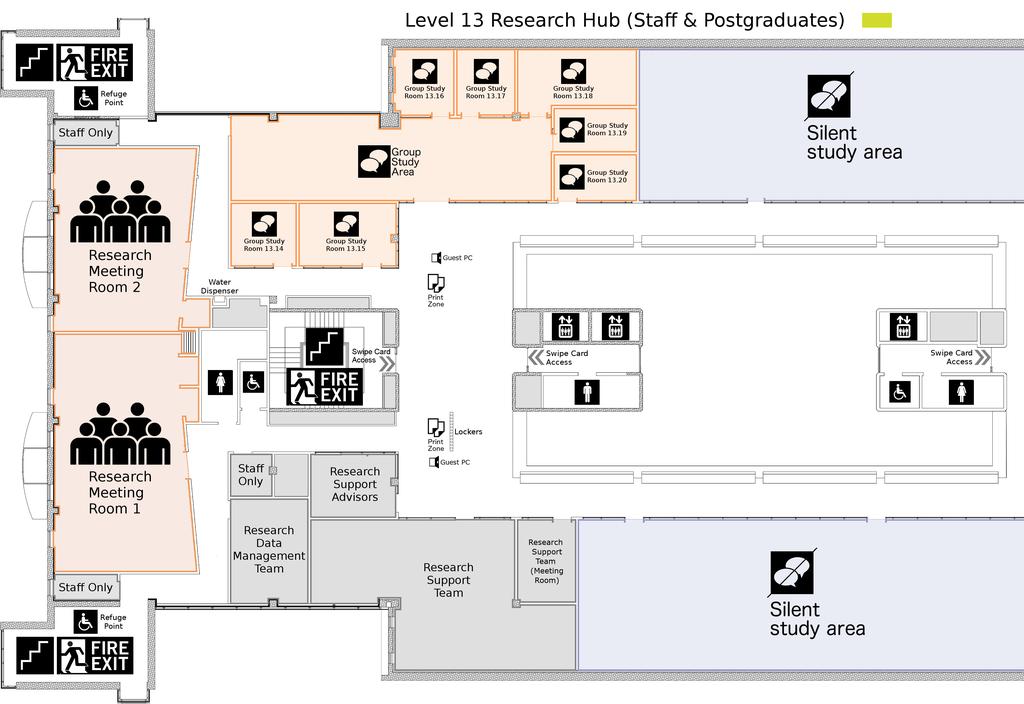 Level 13 Research Hub (Staff & Postgraduates)
FIRE
EXIT
Refuge
Point
Staff Only
Group Study
Room 13.16
Group Study
Room 13.17
Group Study
Room 13.18
Group Study
Room 13.19
Group Study
Room 13.20
Group
Study
Area
Silent
study area
Research
Meeting
Room 2
Group Study
Room 13.14
Group Study
Room 13.15
Guest PC
Print
Zone
Water
Dispenser
Swipe Card
Access
FIRE
EXIT
Swipe Card
Access
Swipe Card
Access
Research
Meeting
Room 1
Print
Zone
Lockers
Guest PC
Staff
Only
Research
Support
Advisors
Research
Data
Management
Team
Research
Support
Team
Research
Support
Team
(Meeting
Room)
Silent
study area
Staff Only
Refuge
Point
FIRE
EXIT